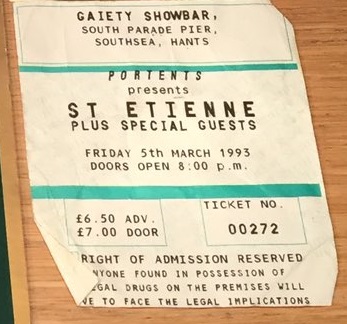 GAIETY SHOWBAR,
SOUTH PARADE PIER,
SOUTHSEA, HANTS
PORTENTS
presents
ST ETIENNE
PLUS SPECIAL GUESTS
FRIDAY 5th MARCH 1993
DOORS OPEN 8:00 p.m.
£6.50 ADV.
£7.00 DOOR
TICKET NO.
00272
RIGHT OF ADMISSION RESERVED
NYONE FOUND IN POSSESSION OF
EGAL DRUGS ON THE PREMISES WILL
VE TO FACE THE LEGAL IMPLICATIONS